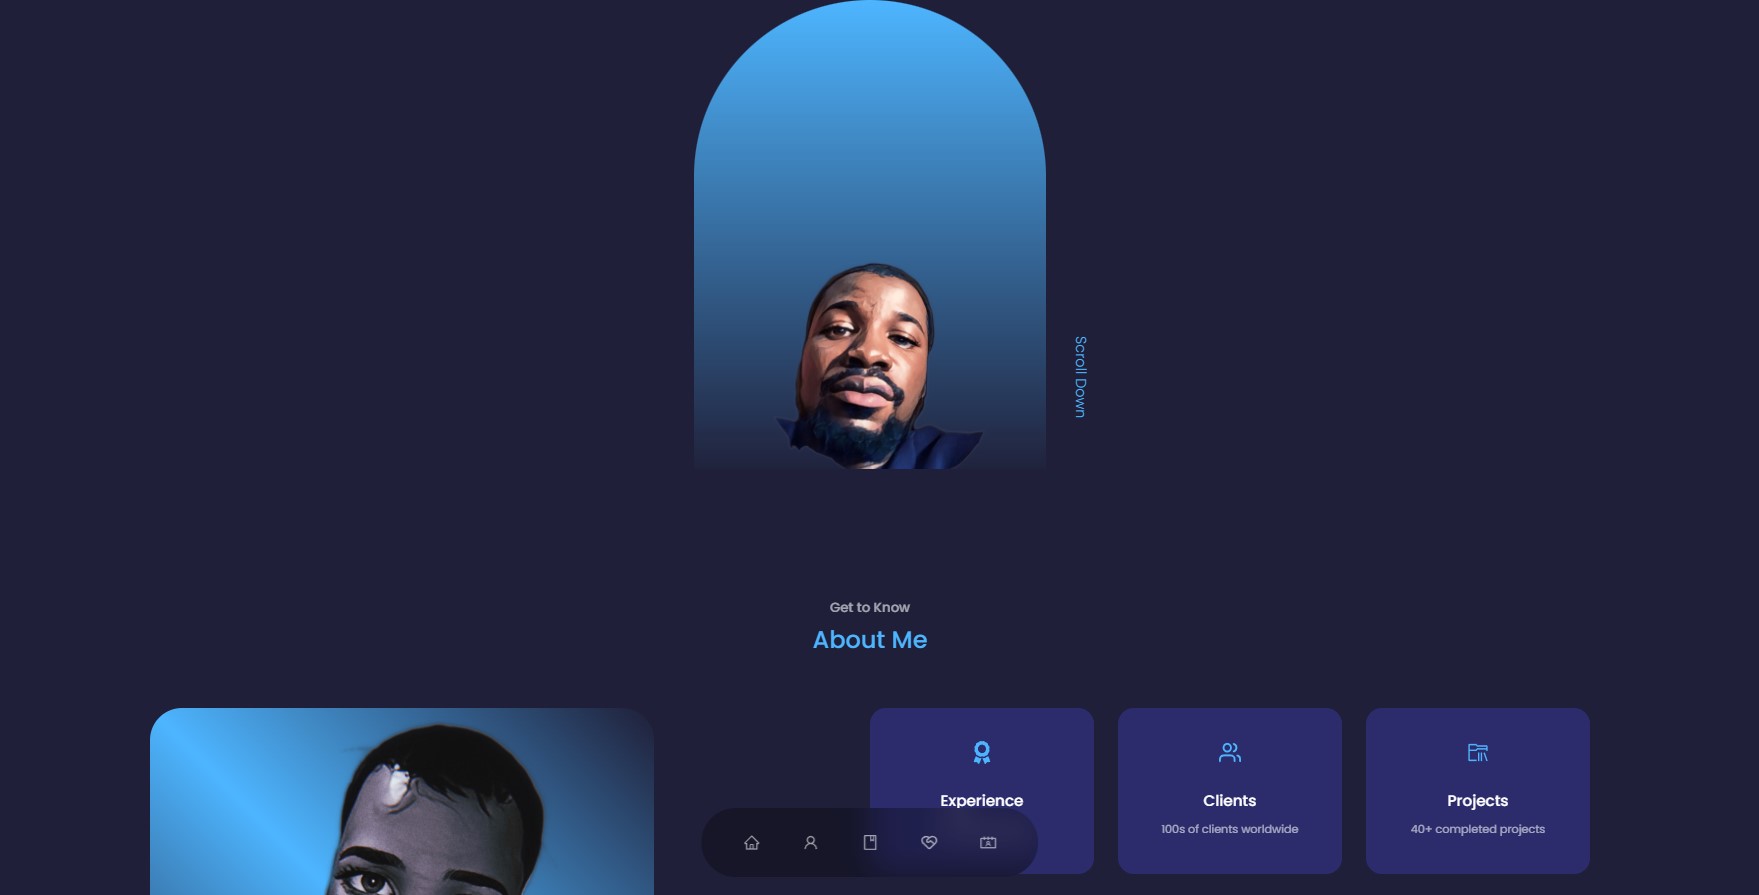 Scroll Down
Get to Know
About Me
Experience
Clients
100s of clients worldwide
Projects
40+ completed projects